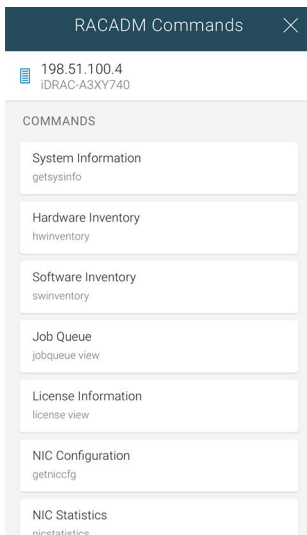 RACADM Commands
198.51.100.4
iDRAC-A3XY740
COMMANDS
System Information
getsysinfo
Hardware Inventory
hwinventory
Software Inventory
swinventory
Job Queue
jobqueue view
License Information
license view
NIC Configuration
getniccfg
NIC Statistics
nicstatistics